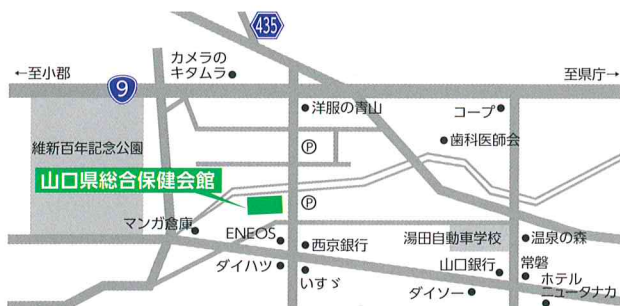 435
カメラの
キタムラ
←至小郡
至県庁→
9
洋服の青山
コープ
維新百年記念公園
P
歯科医師会
山口県総合保健会館
P
マンガ倉庫
ENEOS
西京銀行
湯田自動車学校
温泉の森
ダイハツ
いすゞ
山口銀行
常磐
ダイソー
ホテル
ニュータナカ